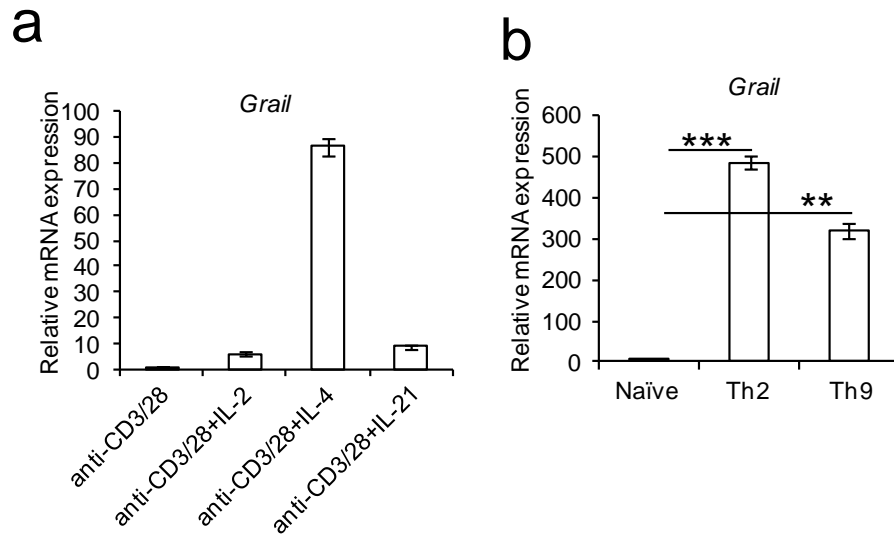 a
Grail
Relative mRNA expression
100
90
80
70
60
50
40
30
20
10
0
anti-CD3/28
anti-CD3/28+IL-2
anti-CD3/28+IL-4
anti-CD3/28+IL-21
b
Grail
Relative mRNA expression
600
500
400
300
200
100
0
***
**
Naïve
Th2
Th9